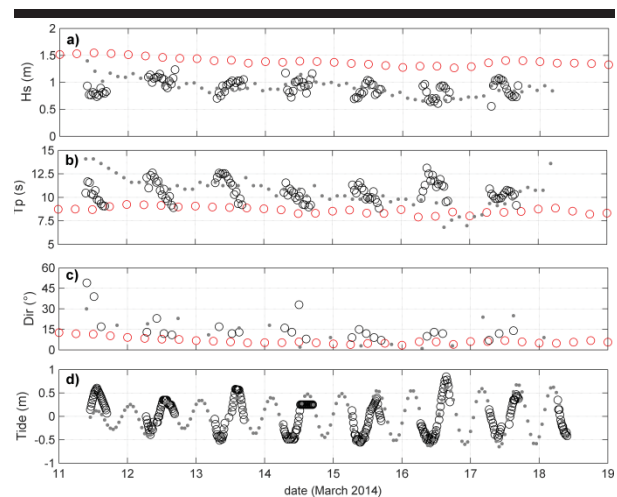 a)
Hs (m)
2
1.5
1
0.5
0
b)
Tp (s)
15
12.5
10
7.5
5
c)
Dir (°)
60
45
30
15
0
d)
Tide (m)
1
0.5
0
-0.5
-1
11 12 13 14 15 16 17 18 19
date (March 2014)